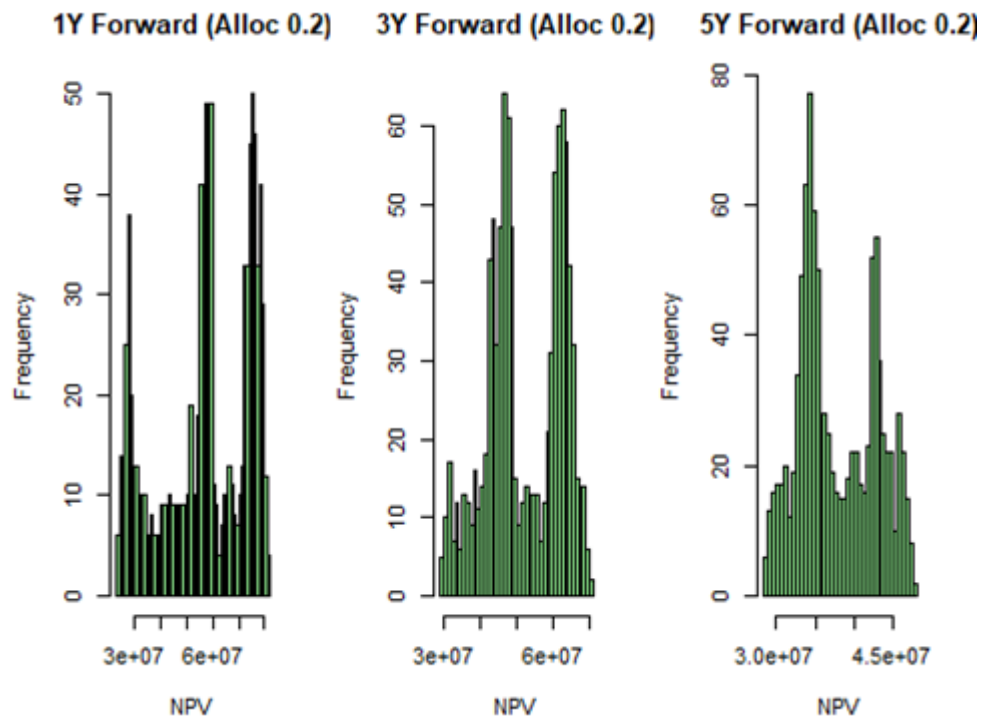 1Y Forward (Alloc 0.2)
Frequency
0 10 20 30 40 50
3e+07 6e+07
NPV
3Y Forward (Alloc 0.2)
Frequency
0 10 20 30 40 50 60
3e+07 6e+07
NPV
5Y Forward (Alloc 0.2)
Frequency
0 20 40 60 80
3.0e+07 4.5e+07
NPV